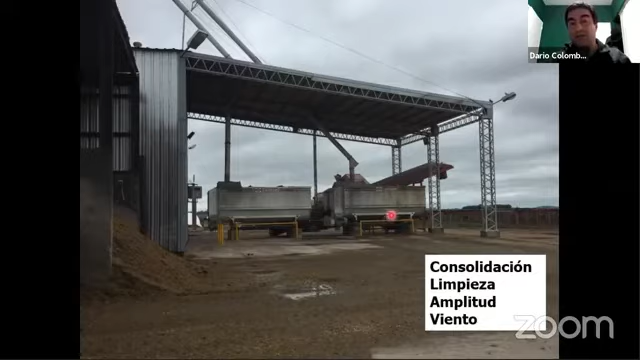 Dario Colomb...
Consolidación
Limpieza
Amplitud
Viento
zoom